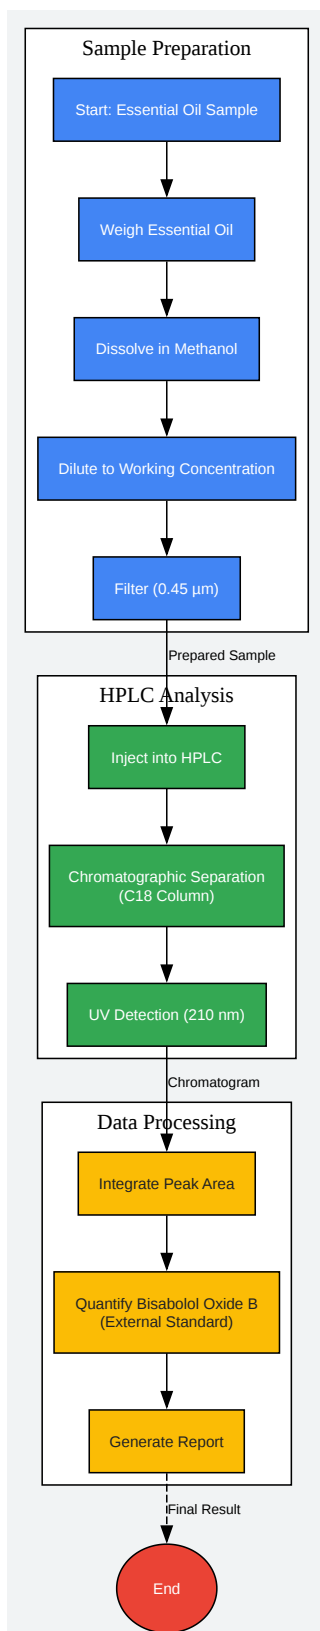 Sample Preparation
Start: Essential Oil Sample
Weigh Essential Oil
Dissolve in Methanol
Dilute to Working Concentration
Filter (0.45 µm)
Prepared Sample
HPLC Analysis
Inject into HPLC
Chromatographic Separation
(C18 Column)
UV Detection (210 nm)
Chromatogram
Data Processing
Integrate Peak Area
Quantify Bisabolol Oxide B
(External Standard)
Generate Report
Final Result
End